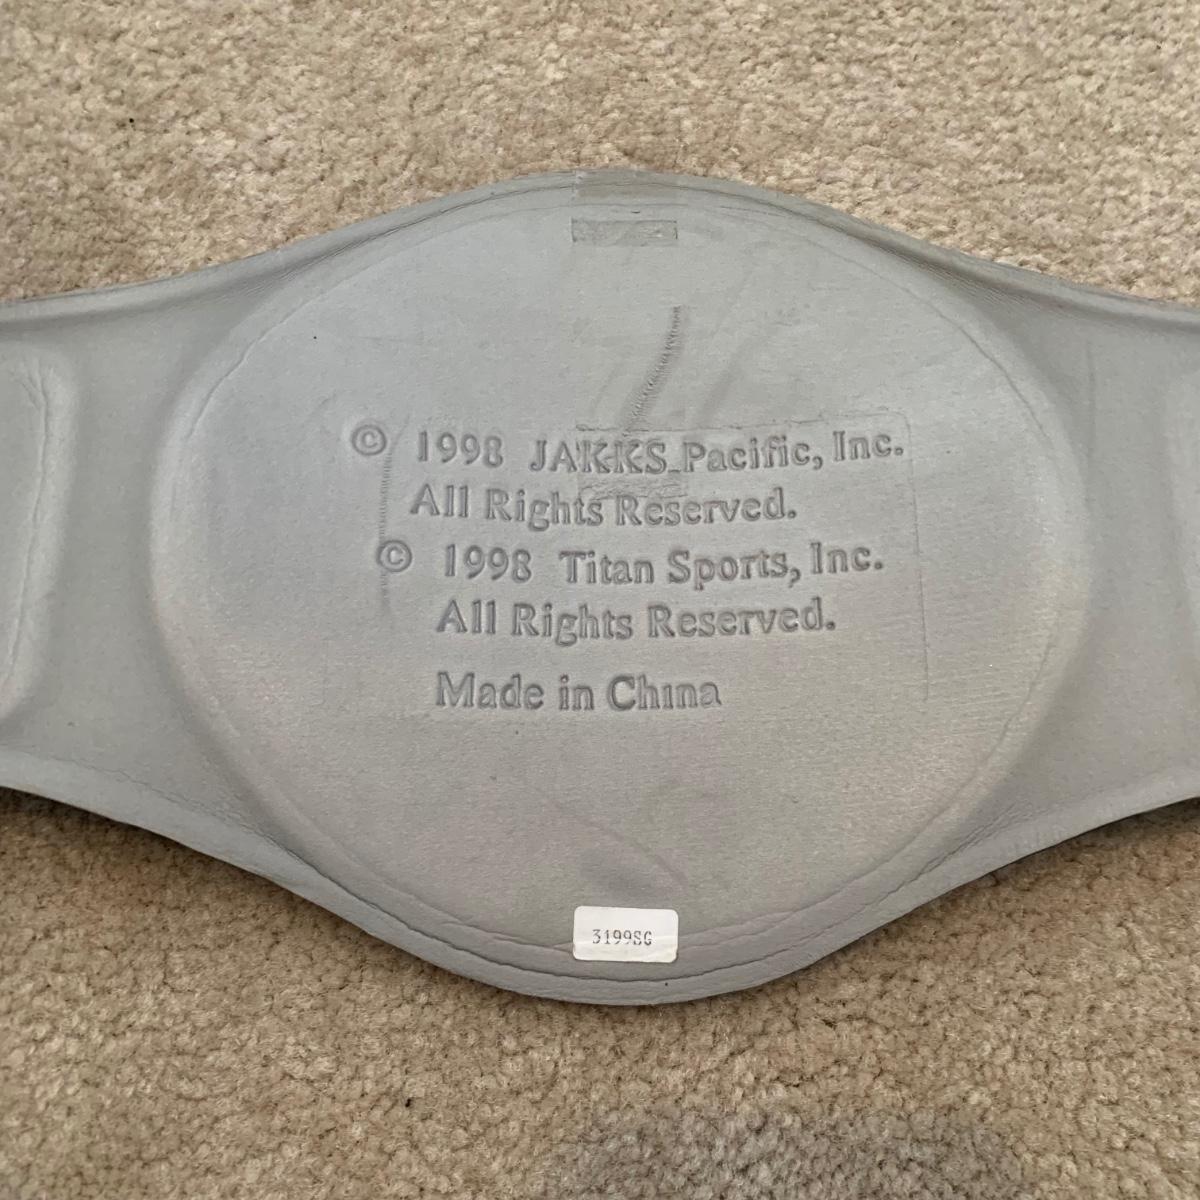 © 1998 JAKKS Pacific, Inc.
All Rights Reserved.
© 1998 Titan Sports, Inc.
All Rights Reserved.
Made in China
3199SG